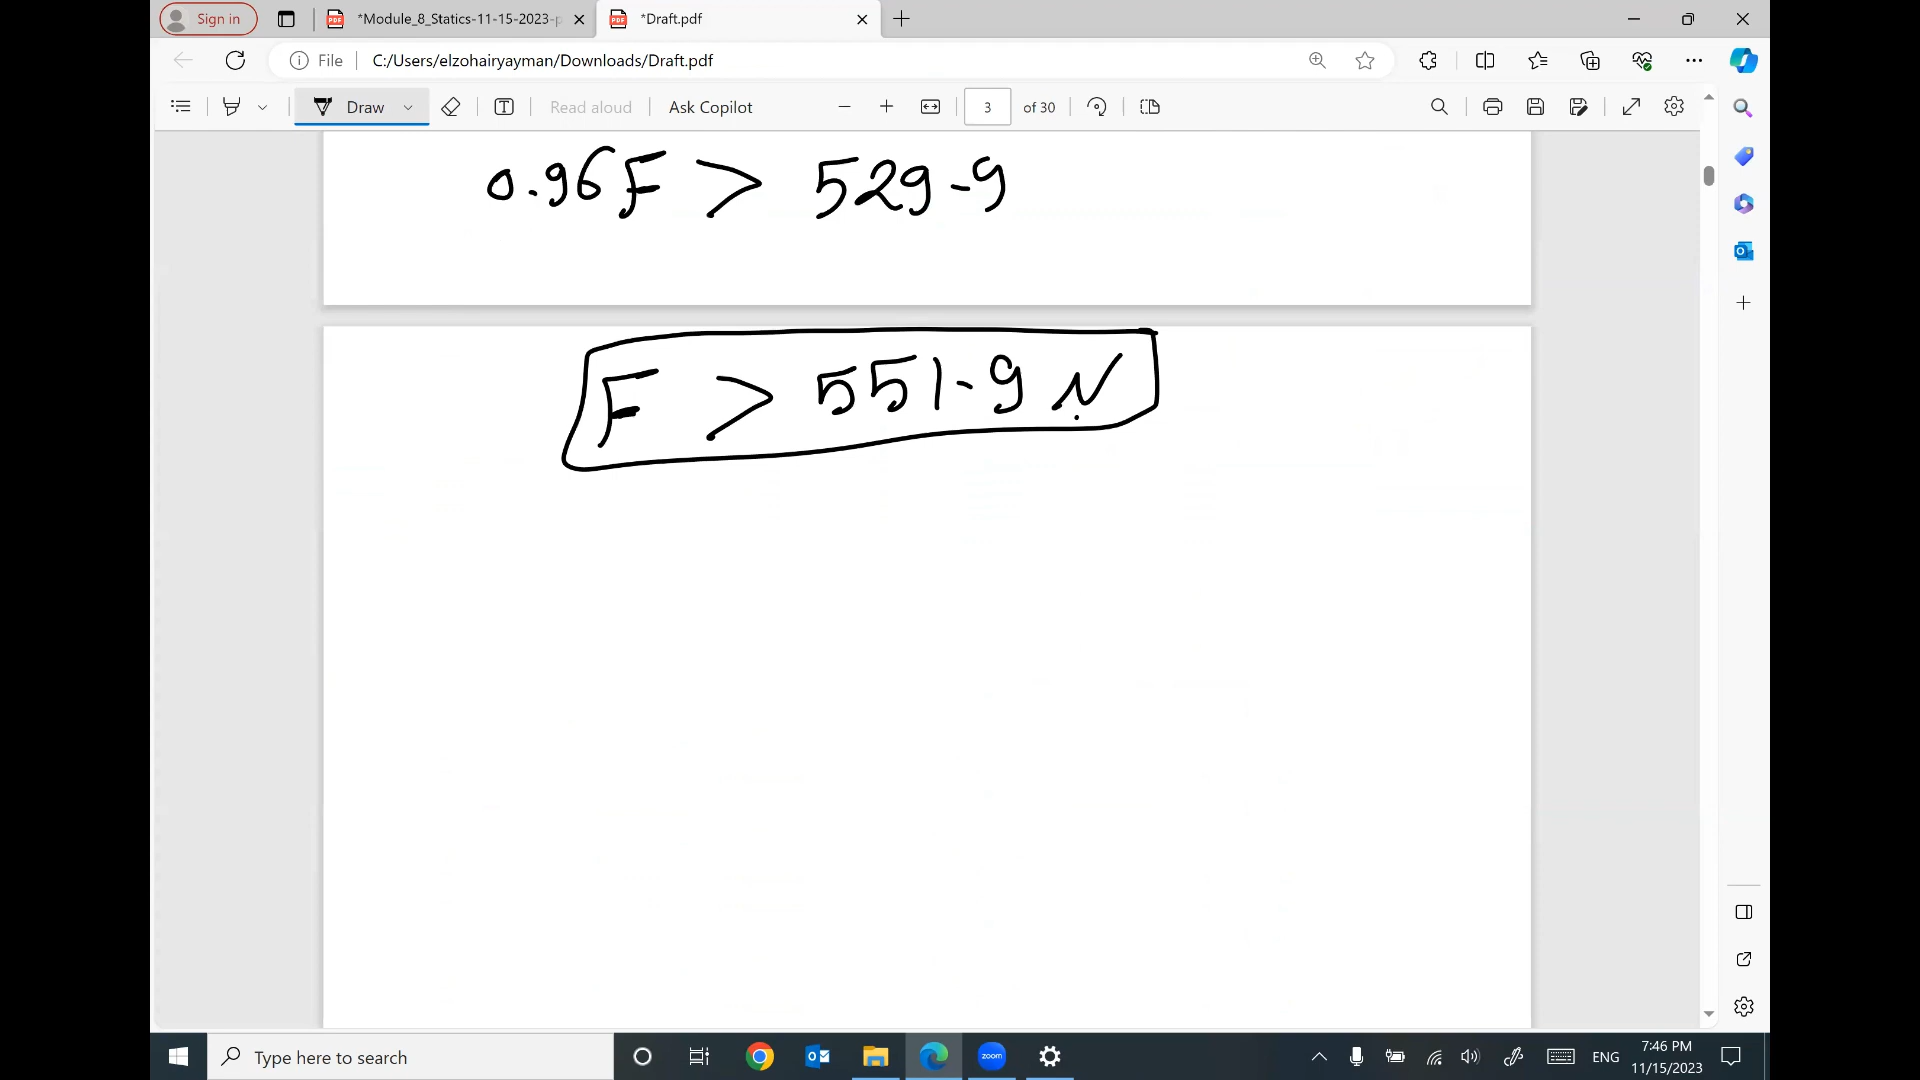 Sign in
*Module_8_Statics-11-15-2023-p
*Draft.pdf
File
C:/Users/elzohairyayman/Downloads/Draft.pdf
Draw
Read aloud
Ask Copilot
3 of 30
0.96F > 529.9
F > 551.9 N
Type here to search
zoom
ENG
7:46 PM
11/15/2023